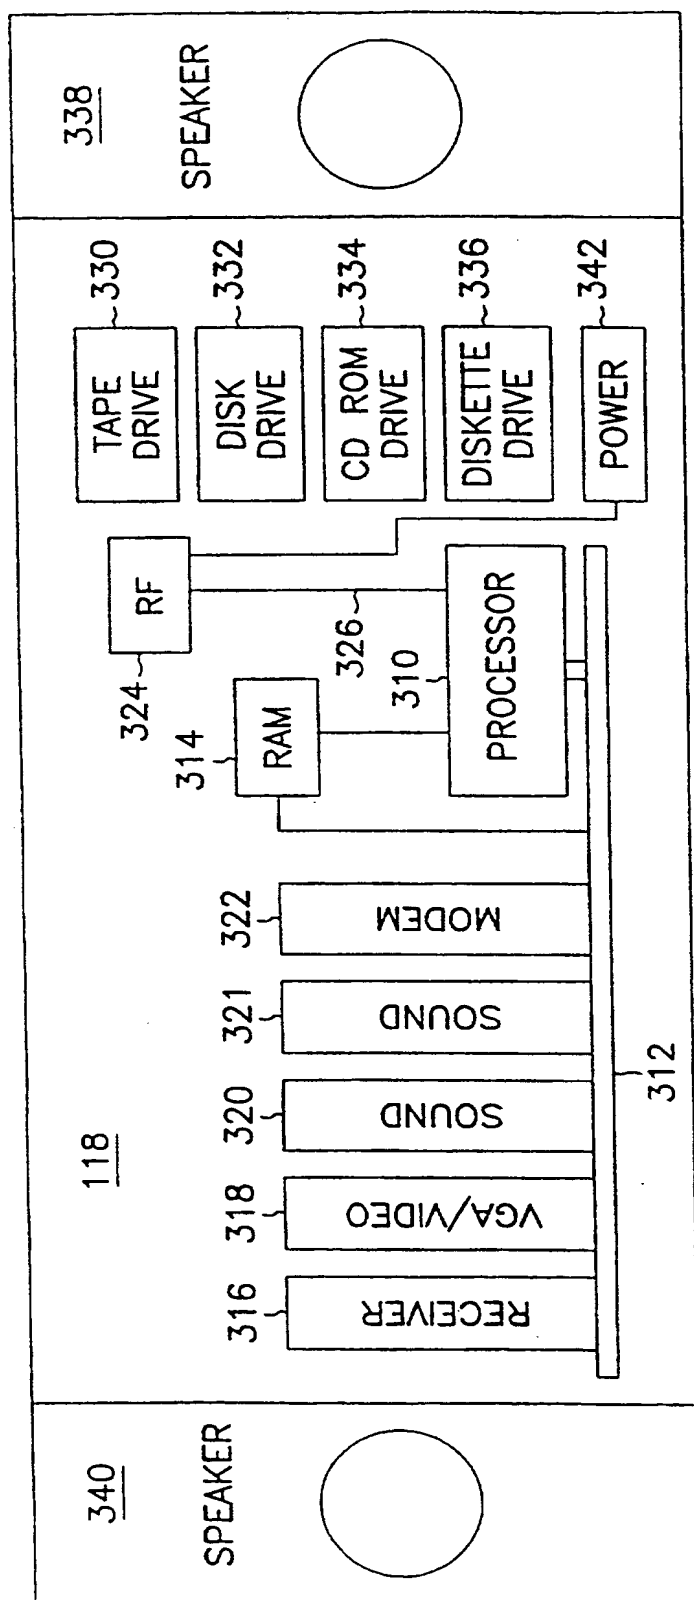 340
SPEAKER
118
316
RECEIVER
318
VGA/VIDEO
320
SOUND
321
SOUND
322
MODEM
312
314
RAM
324
RF
326
310
PROCESSOR
TAPE
DRIVE
330
DISK
DRIVE
332
CD ROM
DRIVE
334
DISKETTE
DRIVE
336
POWER
342
338
SPEAKER